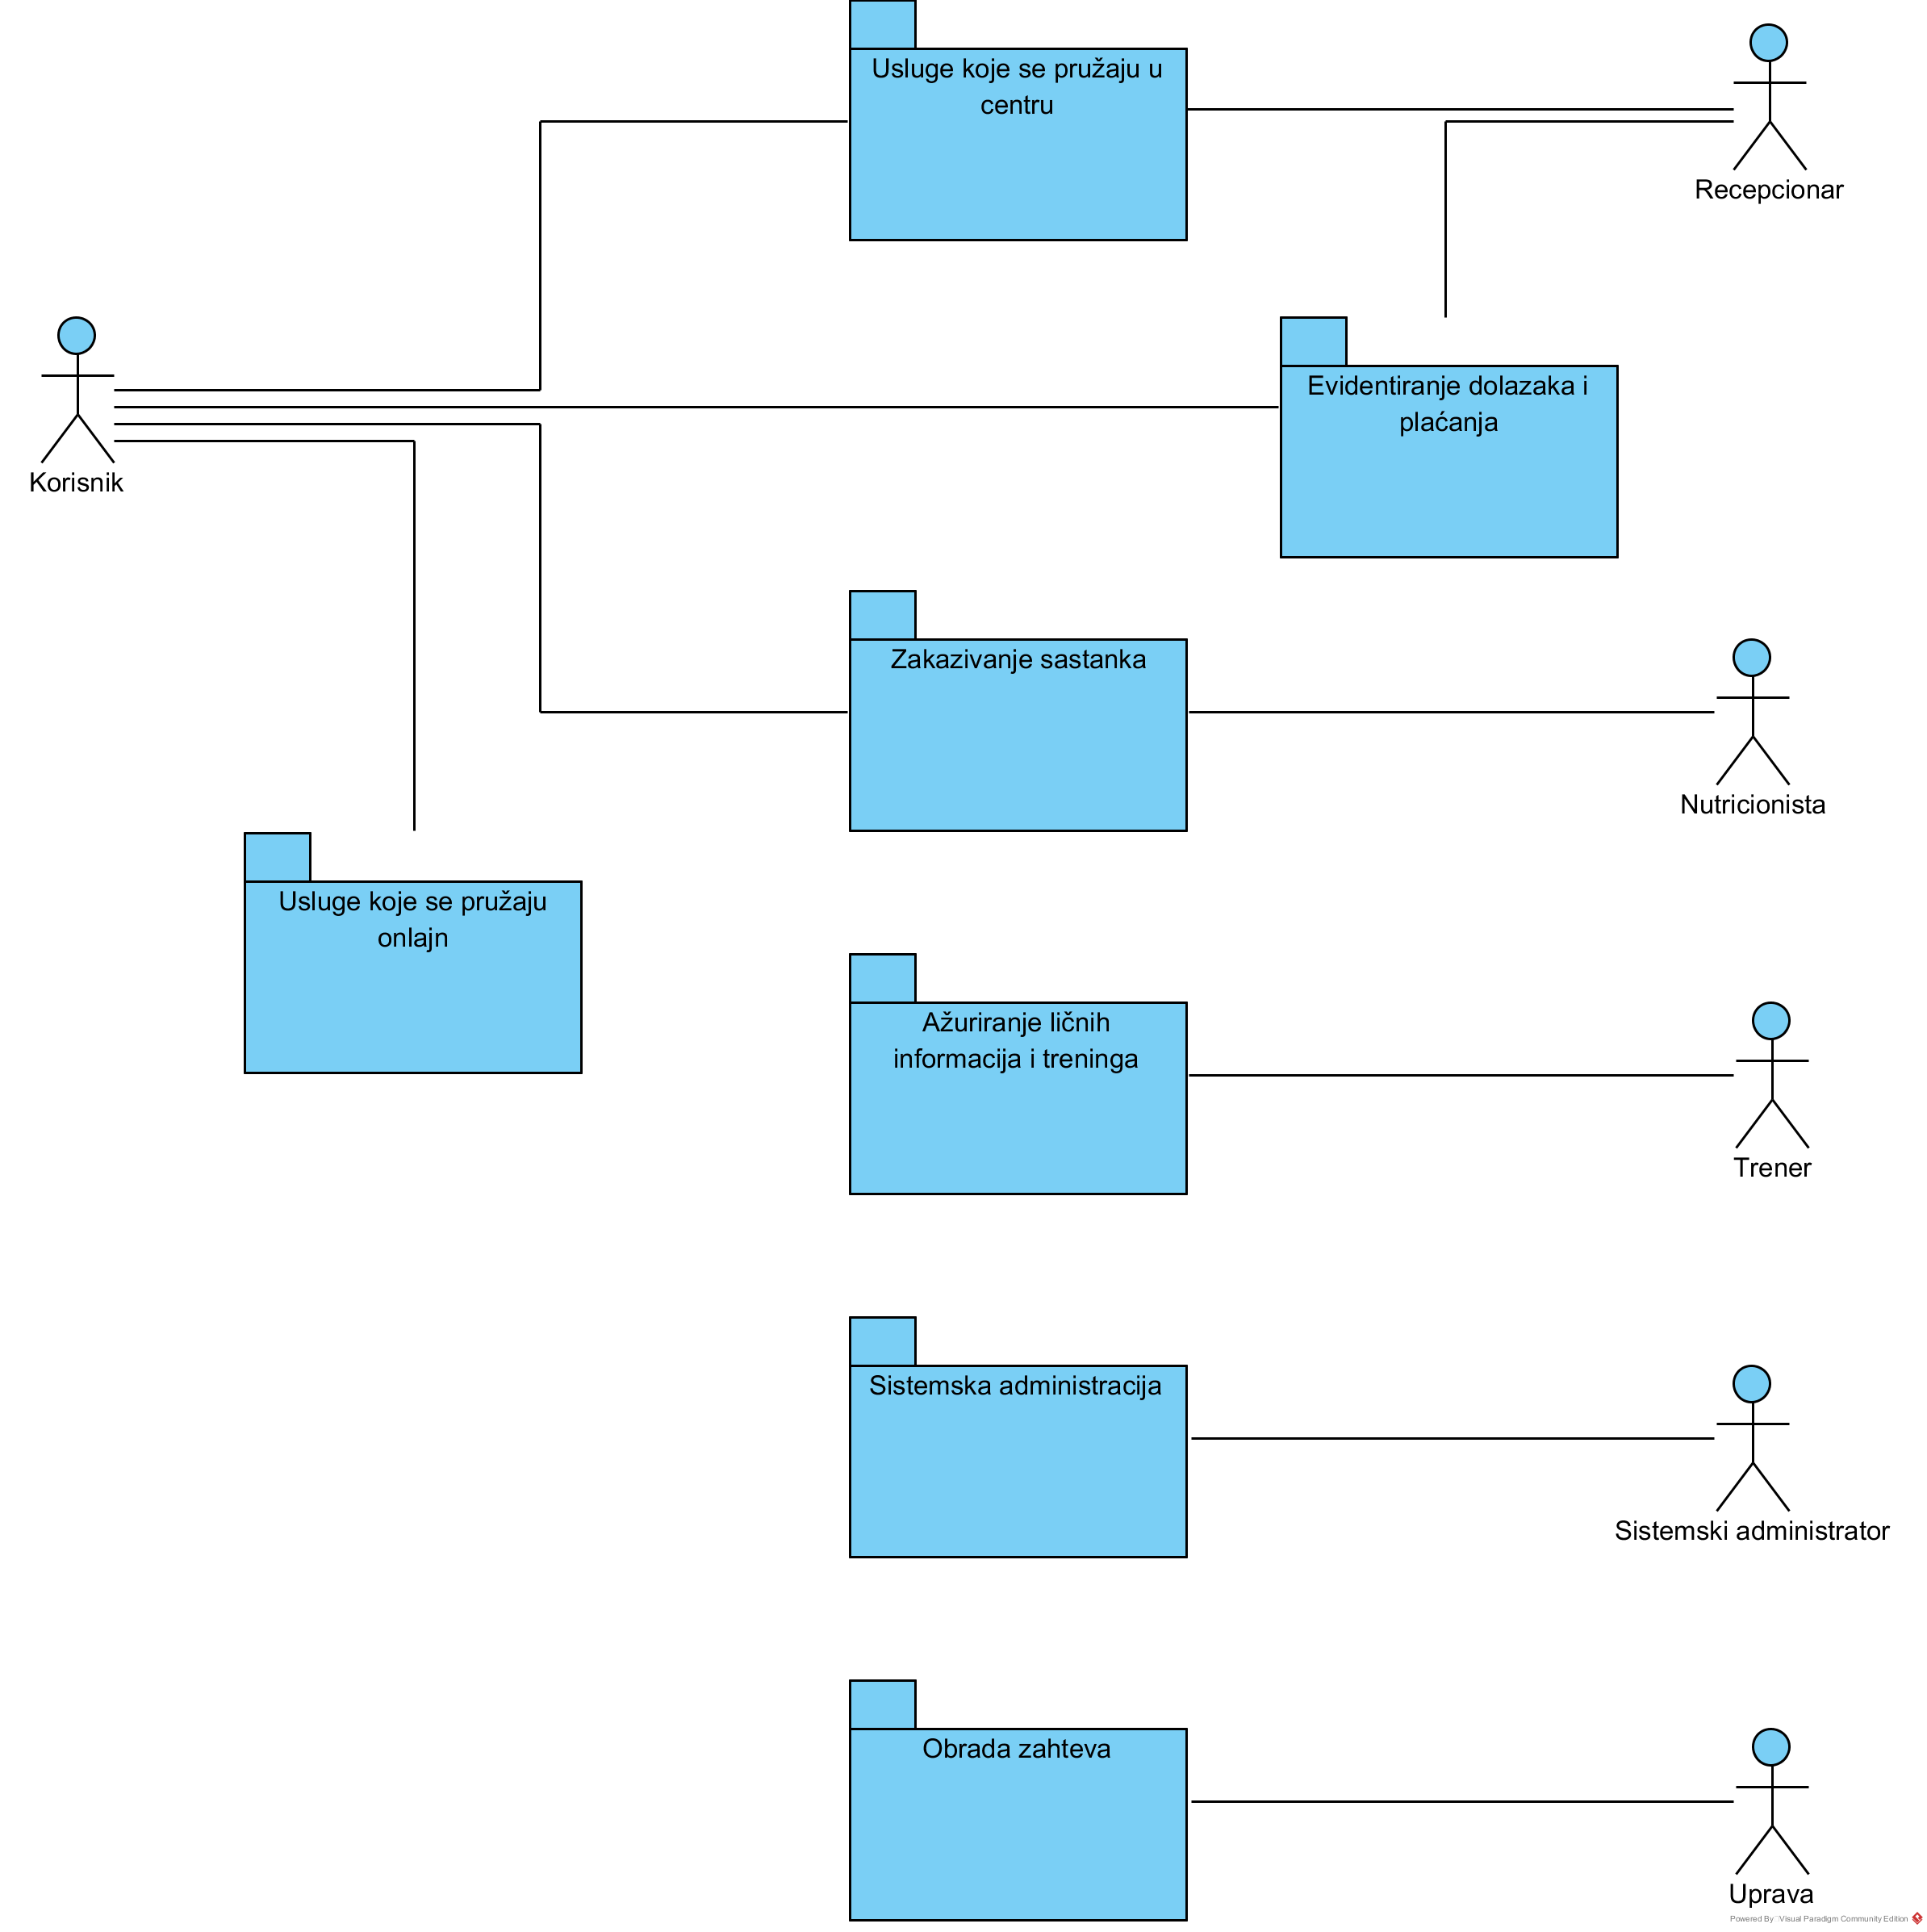 Usluge koje se pružaju u
centru
Recepcionar
Evidentiranje dolazaka i
plaćanja
Korisnik
Zakazivanje sastanka
Nutricionista
Usluge koje se pružaju
onlajn
Ažuriranje ličnih
informacija i treninga
Trener
Sistemska administracija
Sistemski administrator
Obrada zahteva
Uprava
Powered By Visual Paradigm Community Edition